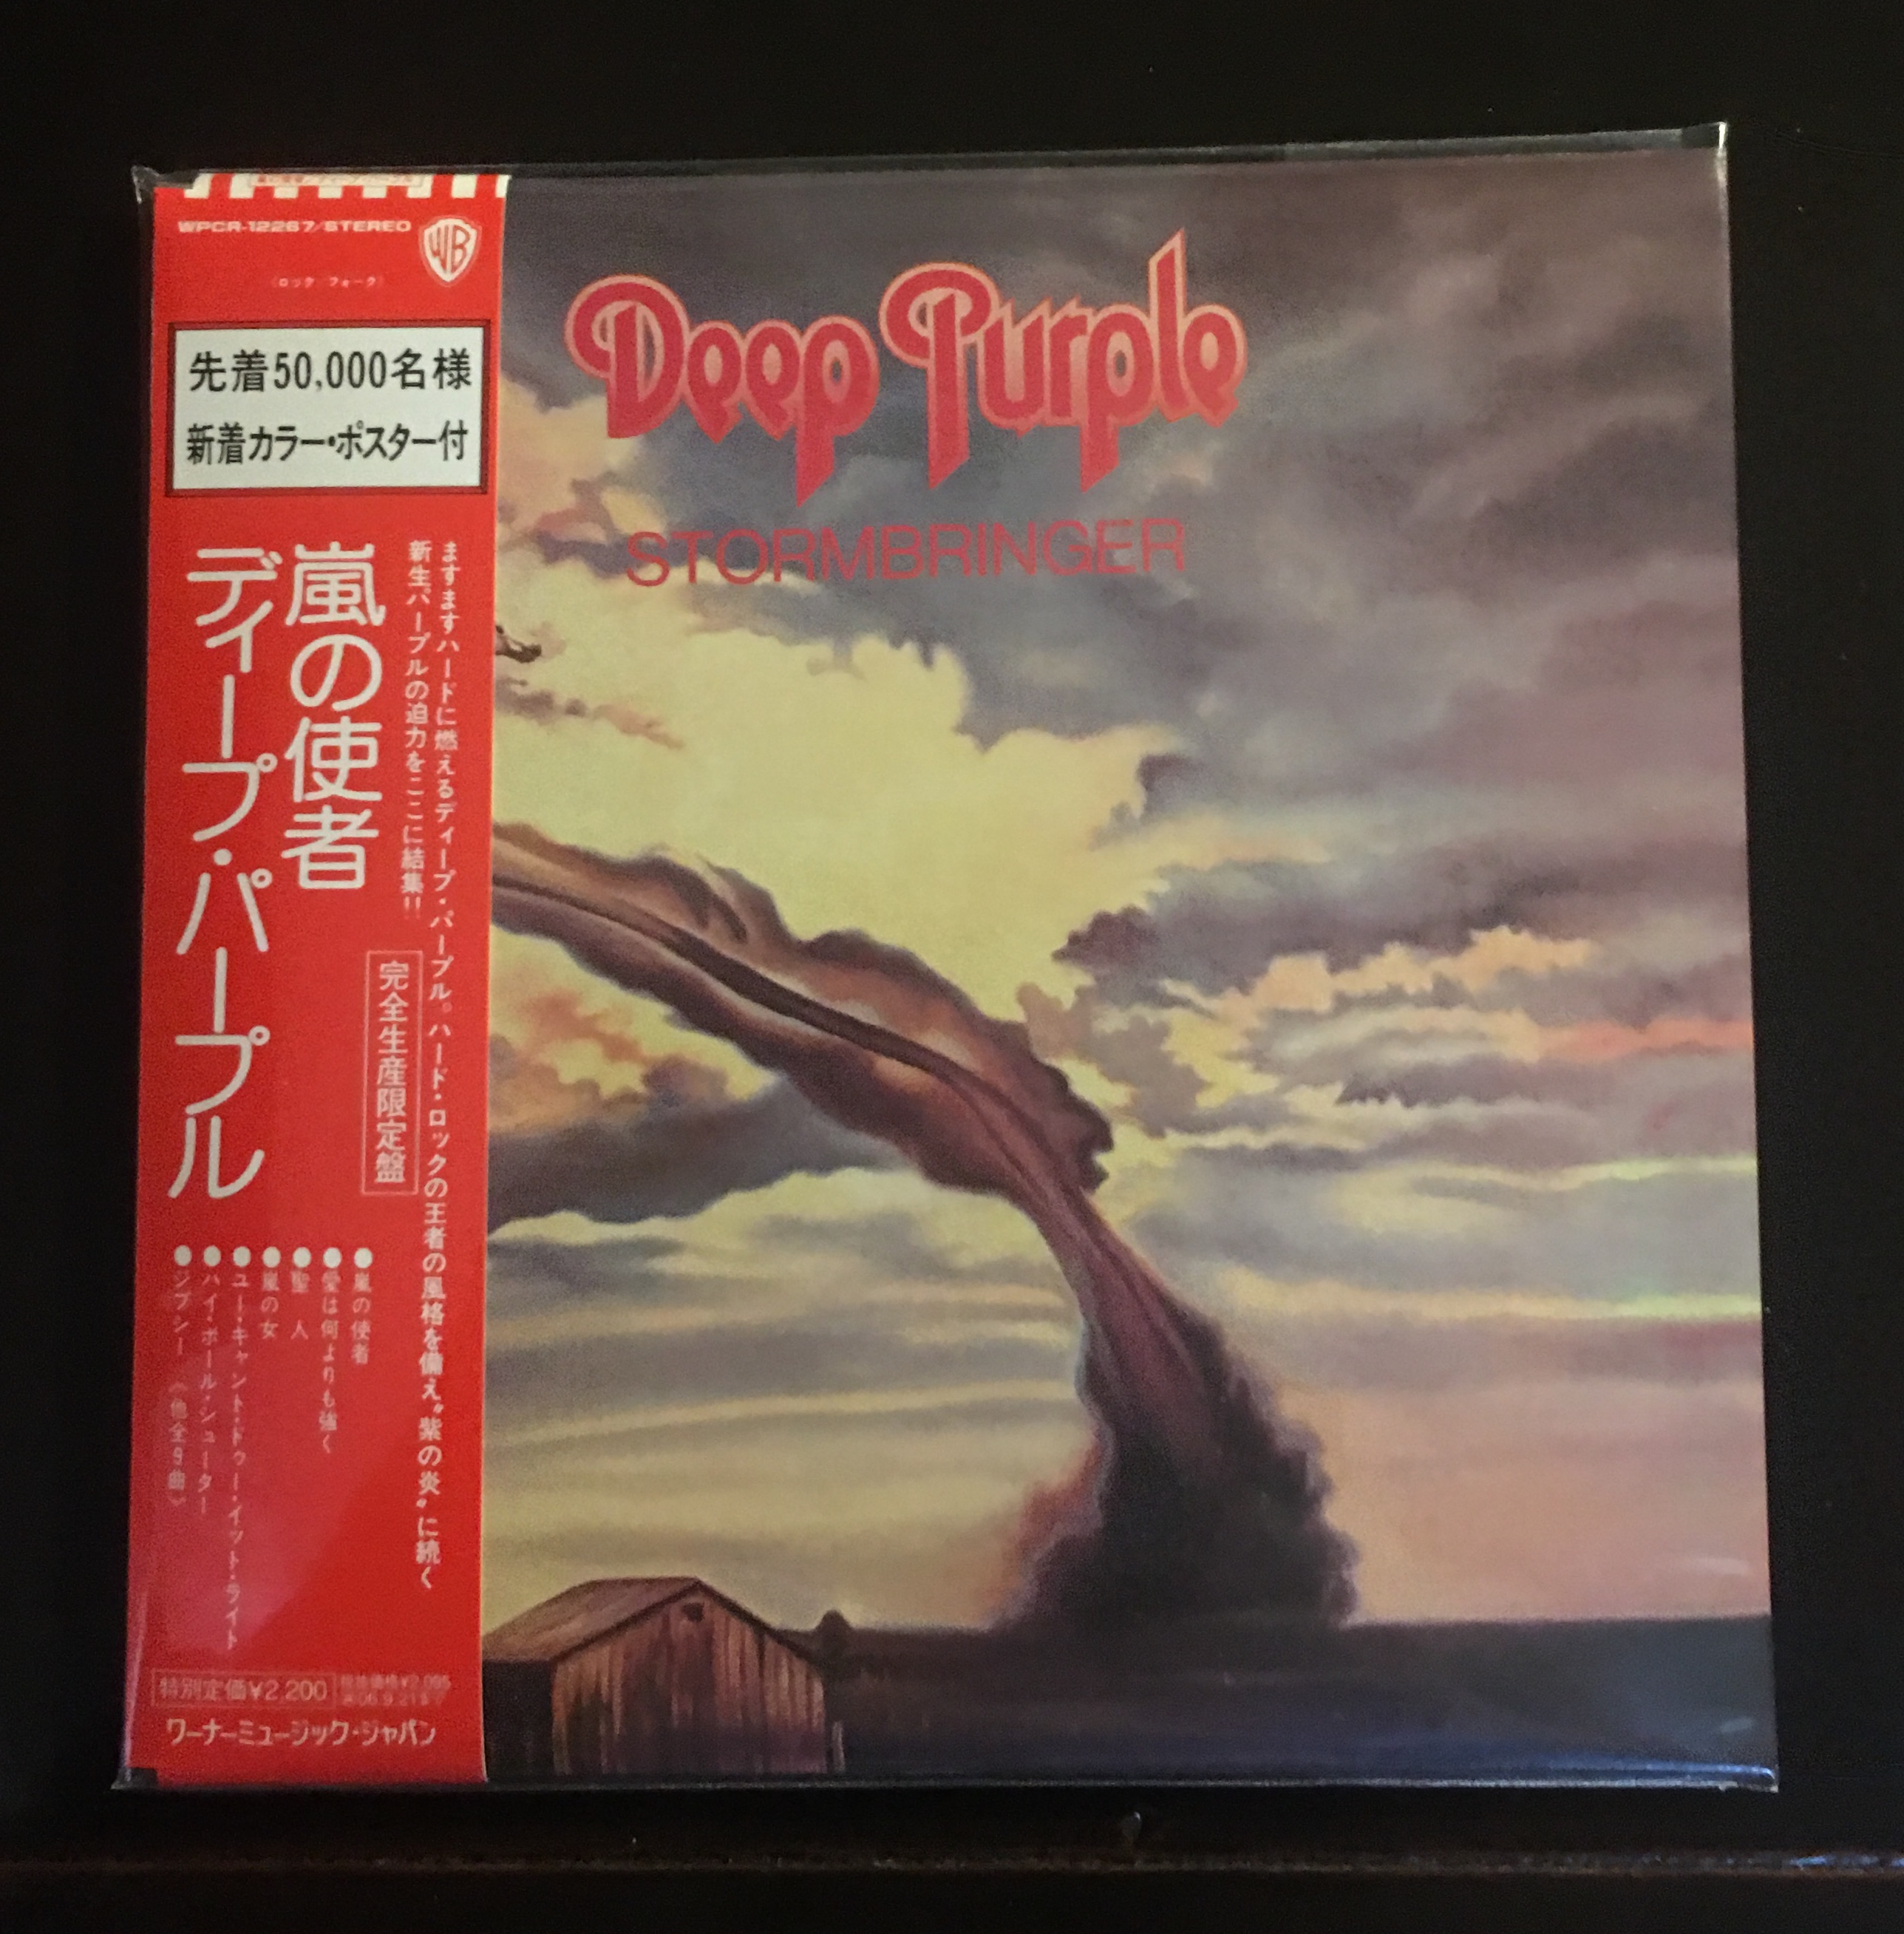 WPCR-12267/STEREO
WB
(ロック フォーク)
先着50,000名様
新着カラー・ポスター付
Deep Purple
STORMBRINGER
ますますハードに燃えるディープ・パープル。ハード・ロックの王者の風格を備え〝紫の炎〟に続く
新生パープルの迫力をここに結集!!
完全生産限定盤
嵐の使者
ディープ・パープル
●嵐の使者
●愛は何よりも強く
●聖人
●嵐の女
●ユー・キャント・ドゥー・イット・ライト
●ハイ・ボール・シューター
●ジプシー 《他全9曲》
特別定価¥2,200
ワーナーミュージック・ジャパン